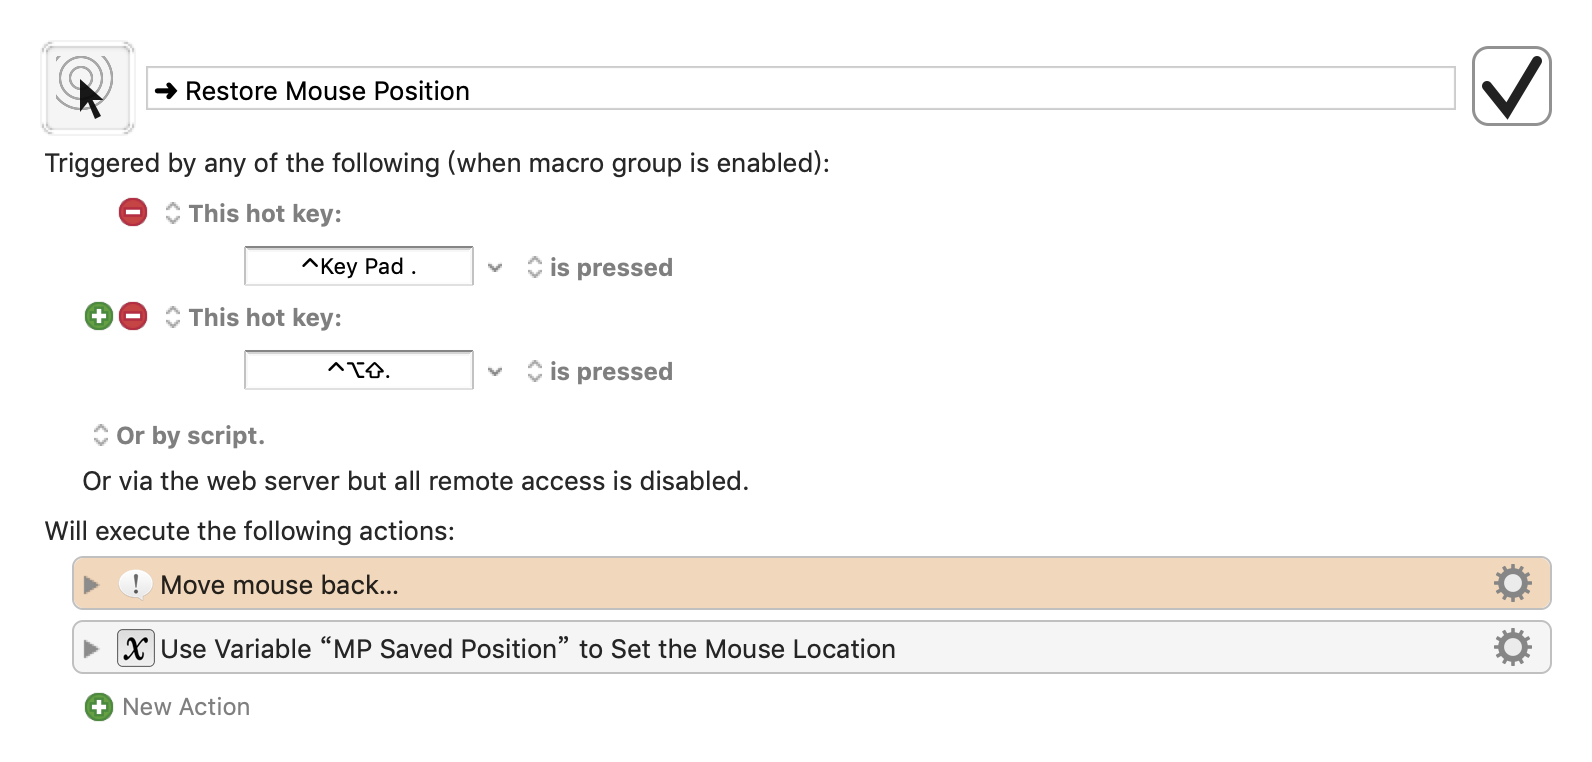 ➜ Restore Mouse Position
Triggered by any of the following (when macro group is enabled):
This hot key:
^Key Pad .
is pressed
This hot key:
^⌥⇧.
is pressed
Or by script.
Or via the web server but all remote access is disabled.
Will execute the following actions:
Move mouse back...
Use Variable “MP Saved Position” to Set the Mouse Location
New Action